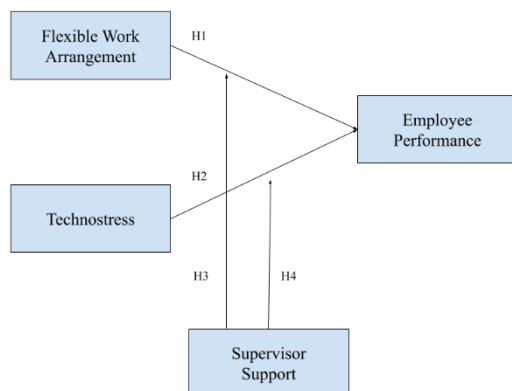 Flexible Work
Arrangement
H1
Employee
Performance
H2
Technostress
H3
H4
Supervisor
Support